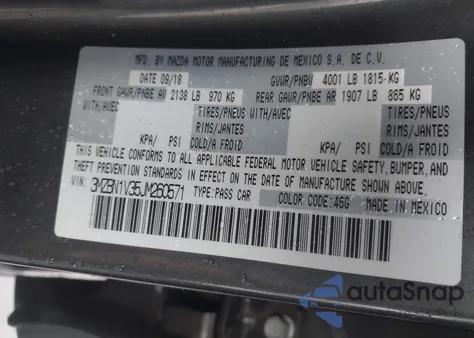 MFD. BY MAZDA MOTOR MANUFACTURING DE MEXICO S.A. DE C.V.
DATE 09/18 GVWR/PNBV 4001 LB 1815-KG
FRONT GAWR/PNBE AV 2138 LB 970 KG REAR GAWR/PNBE AR 1907 LB 865 KG
WITH/AVEC TIRES/PNEUS WITH/AVEC TIRES/PNEUS
RIMS/JANTES RIMS/JANTES
KPA/ PSI COLD/A FROID KPA/ PSI COLD/A FROID
THIS VEHICLE CONFORMS TO ALL APPLICABLE FEDERAL MOTOR VEHICLE SAFETY, BUMPER, AND
THEFT PREVENTION STANDARDS IN EFFECT ON THE DATE OF MANUFACTURE SHOWN ABOVE.
VIN: 3MZBN1V35JM260571 TYPE:PASS CAR COLOR CODE:46G MADE IN MEXICO
autoSnap